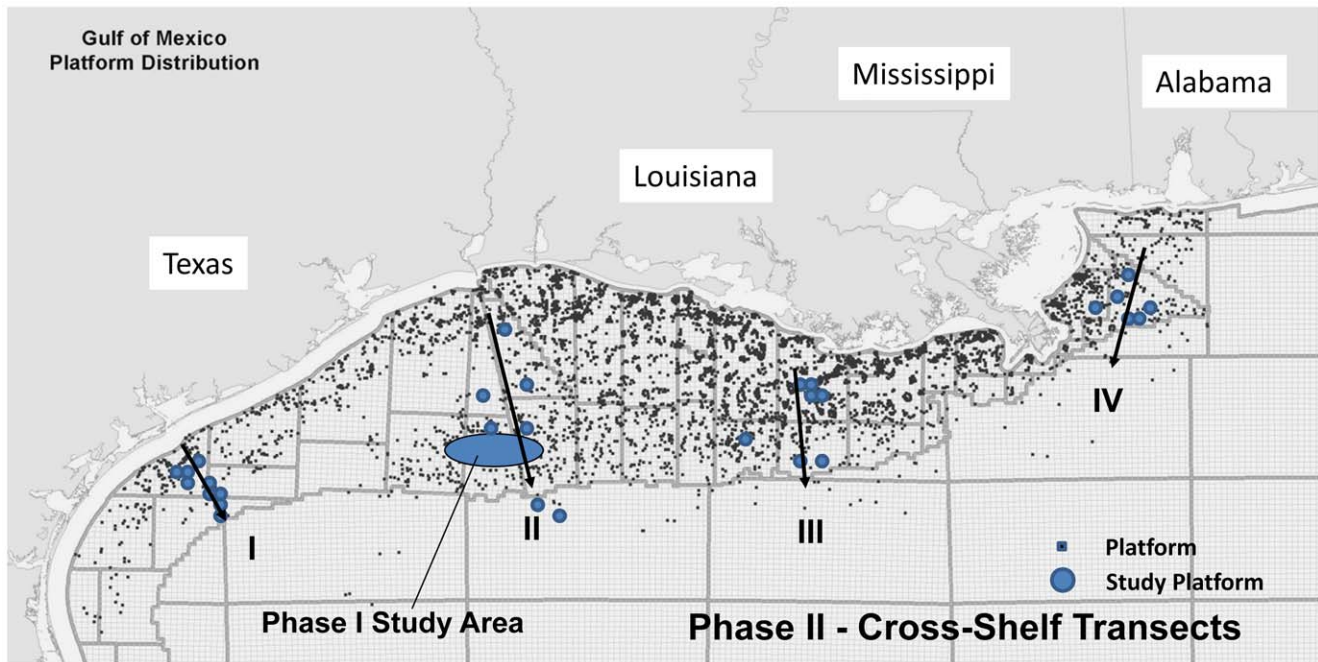 Gulf of Mexico
Platform Distribution
Mississippi
Alabama
Louisiana
Texas
IV
I
II
III
Platform
Study Platform
Phase I Study Area
Phase II - Cross-Shelf Transects